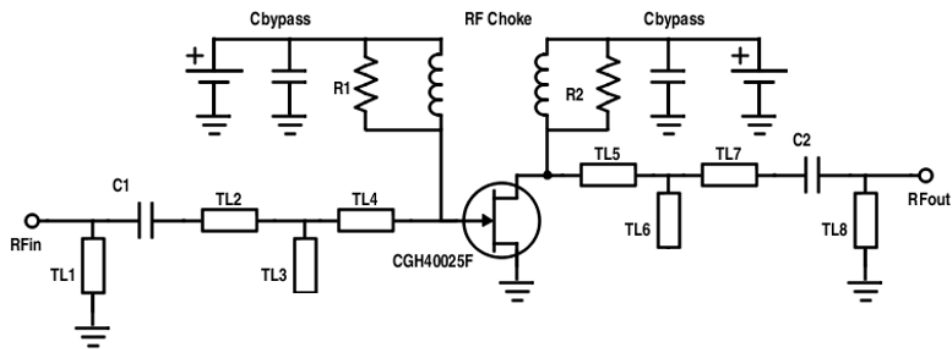 Cbypass RF Choke Cbypass
+ +
R1 R2
C2
TL5 TL7
C1
TL2 TL4
RFout
RFin
TL6 TL8
TL1 TL3 CGH40025F